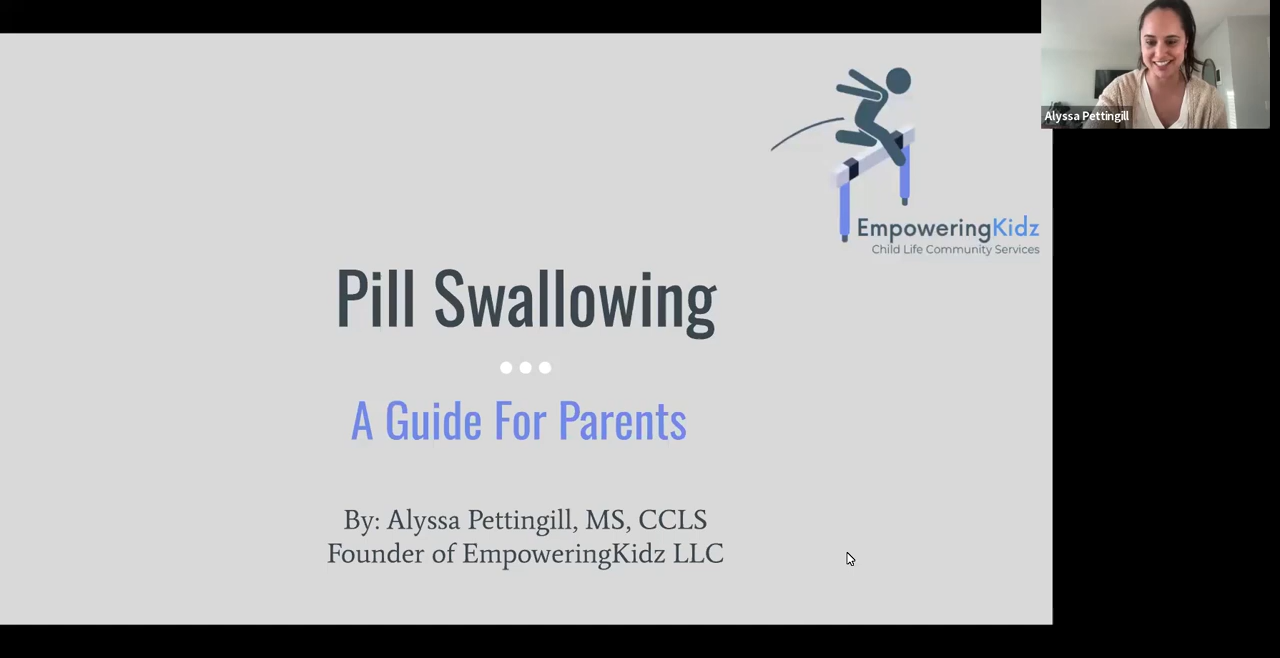 Alyssa Pettingill
EmpoweringKidz
Child Life Community Services
Pill Swallowing
A Guide For Parents
By: Alyssa Pettingill, MS, CCLS
Founder of EmpoweringKidz LLC